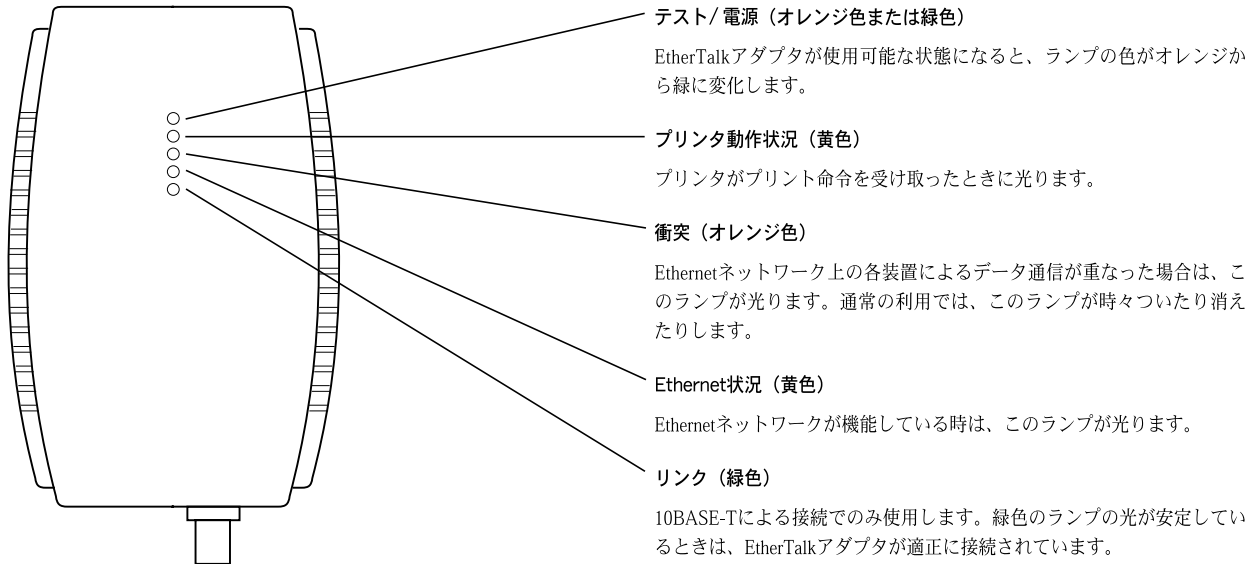 テスト/電源（オレンジ色または緑色）
EtherTalkアダプタが使用可能な状態になると、ランプの色がオレンジか
ら緑に変化します。
プリンタ動作状況（黄色）
プリンタがプリント命令を受け取ったときに光ります。
衝突（オレンジ色）
Ethernetネットワーク上の各装置によるデータ通信が重なった場合は、こ
のランプが光ります。通常の利用では、このランプが時々ついたり消え
たりします。
Ethernet状況（黄色）
Ethernetネットワークが機能している時は、このランプが光ります。
リンク（緑色）
10BASE-Tによる接続でのみ使用します。緑色のランプの光が安定してい
るときは、EtherTalkアダプタが適正に接続されています。